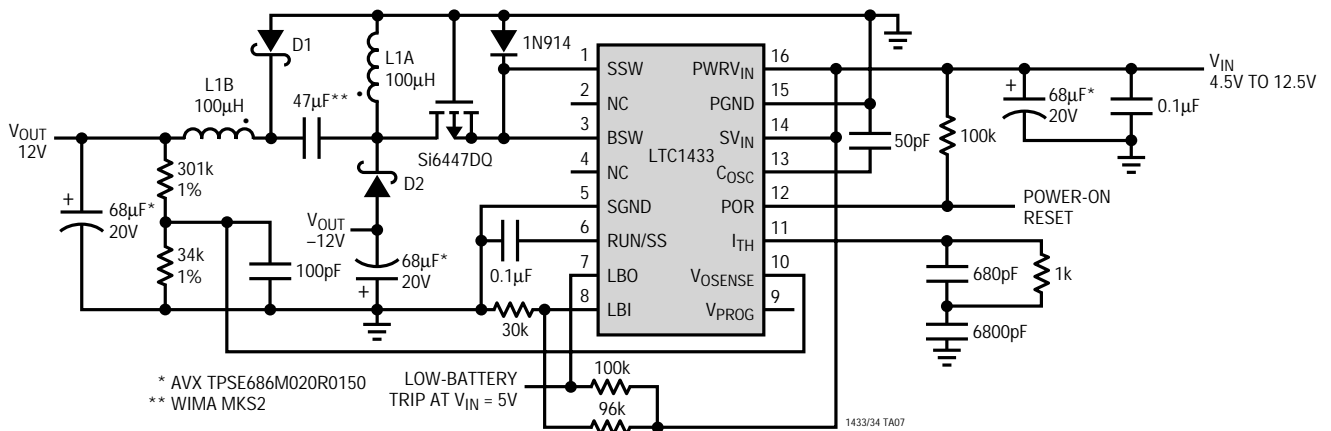 D1
L1B
100µH
47µF**
L1A
100µH
1N914
Si6447DQ
D2
VOUT
12V
301k
1%
34k
1%
68µF*
20V
+
100pF
VOUT
–12V
68µF*
20V
+
0.1µF
30k
1
SSW
2
NC
3
BSW
4
NC
5
SGND
6
RUN/SS
7
LBO
8
LBI
LTC1433
PWRVIN
16
PGND
15
SVIN
14
COSC
13
POR
12
ITH
11
VOSENSE
10
VPROG
9
50pF
100k
+
68µF*
20V
0.1µF
VIN
4.5V TO 12.5V
POWER-ON
RESET
680pF
1k
6800pF
* AVX TPSE686M020R0150
** WIMA MKS2
LOW-BATTERY
TRIP AT VIN = 5V
100k
96k
1433/34 TA07